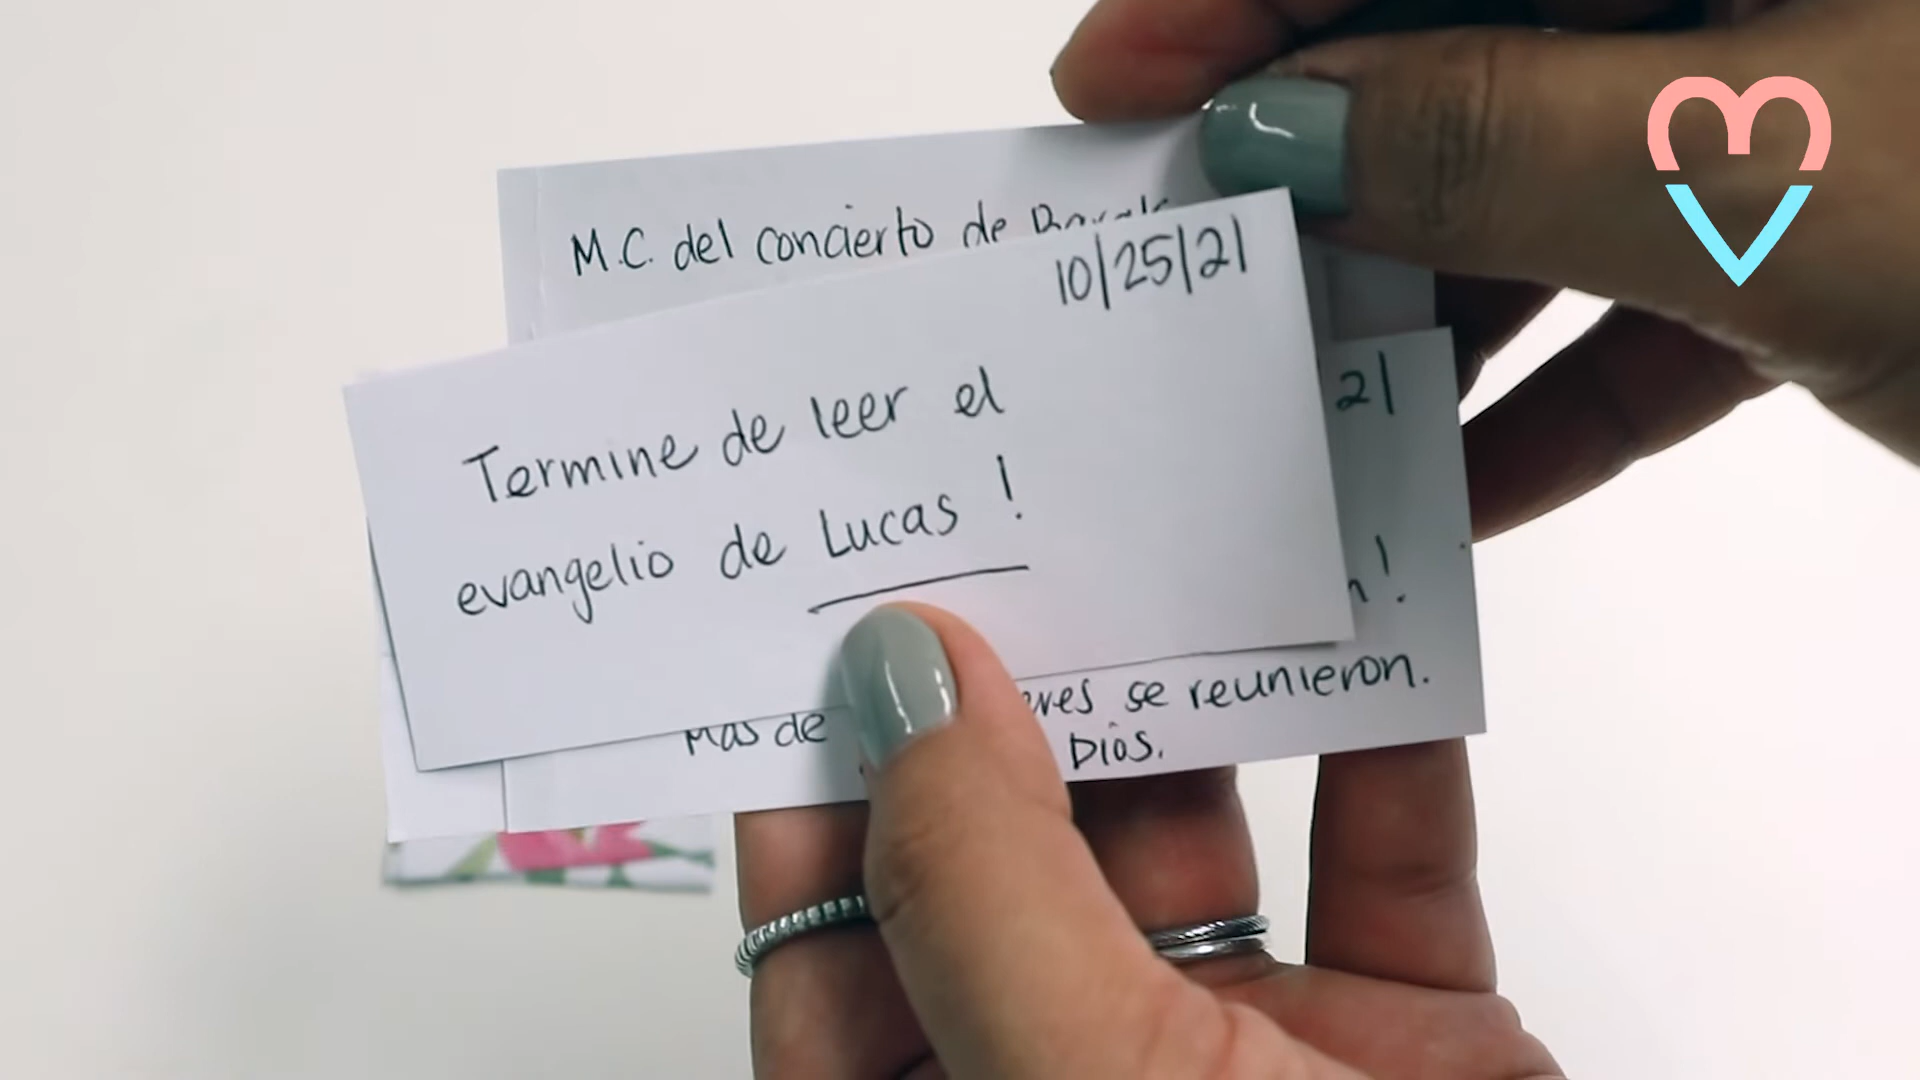 M.C. del concierto de
10/25/21
Termine de leer el
evangelio de Lucas !
21
!
Mas de se reunieron.
Dios.